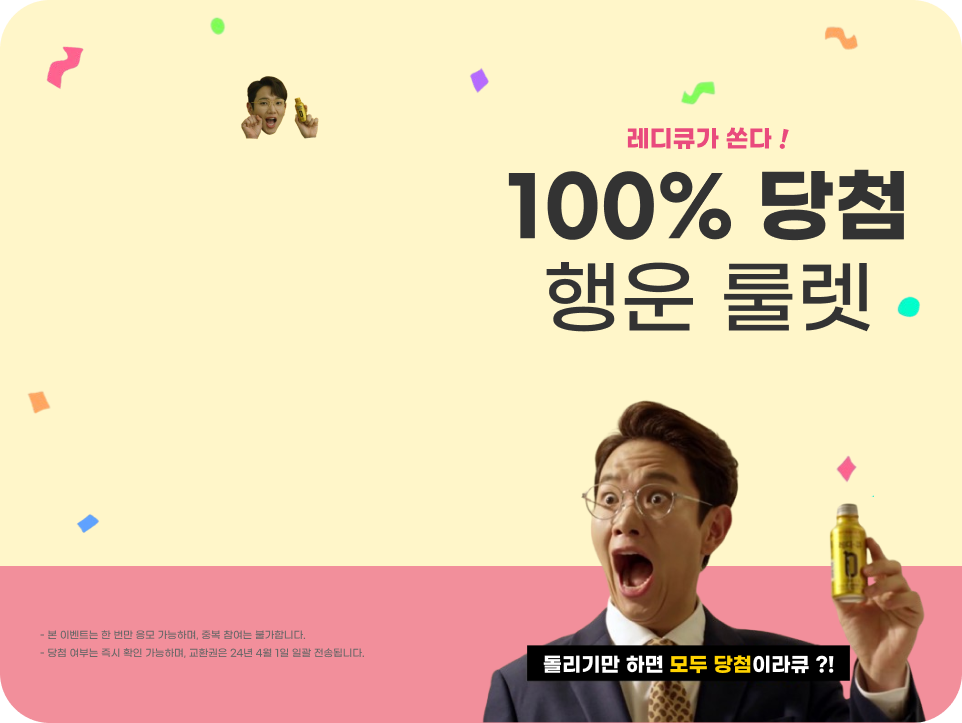 레디큐가 쏜다 !
100% 당첨
행운 룰렛
돌리기만 하면 모두 당첨이라큐 ?!
- 본 이벤트는 한 번만 응모 가능하며, 중복 참여는 불가합니다.
- 당첨 여부는 즉시 확인 가능하며, 교환권은 24년 4월 1일 일괄 전송됩니다.